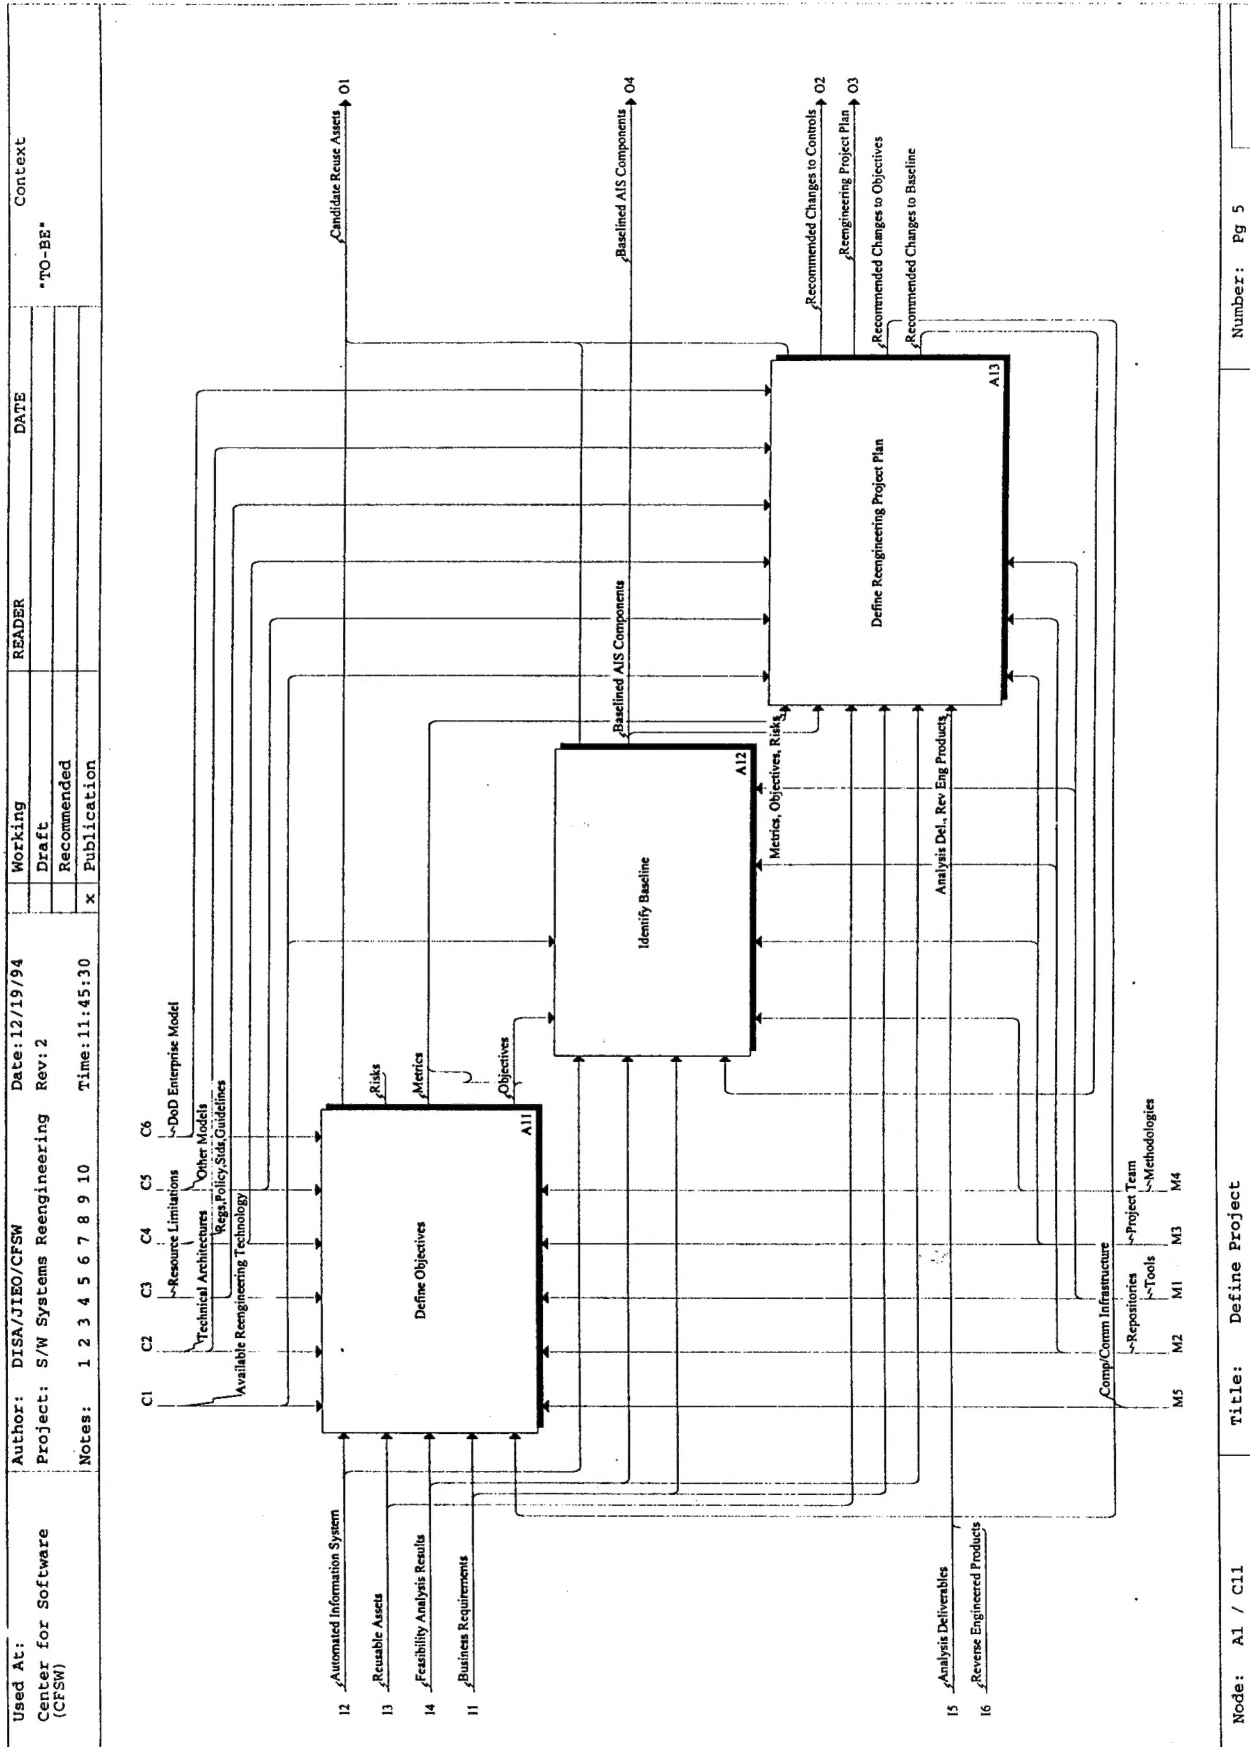 Used At:
Center for Software
(CFSW)
Author: DISA/JIEO/CFSW
Date:12/19/94
Project: S/W Systems Reengineering
Rev:2
Notes: 1 2 3 4 5 6 7 8 9 10
Time:11:45:30
Working
Draft
Recommended
x Publication
READER
DATE
Context
"TO-BE"
C1
C2
C3
C4
C5
C6
Resource Limitations
DoD Enterprise Model
Technical Architectures
Other Models
Regs,Policy,Stds,Guidelines
Available Reengineering Technology
I2
Automated Information System
I3
Reusable Assets
I4
Feasibility Analysis Results
I1
Business Requirements
Define Objectives
A11
Risks
Metrics
Objectives
Candidate Reuse Assets
O1
Identify Baseline
A12
Baselined AIS Components
Baselined AIS Components
O4
Metrics, Objectives, Risks
Define Reengineering Project Plan
A13
Recommended Changes to Controls
O2
Reengineering Project Plan
O3
Recommended Changes to Objectives
Recommended Changes to Baseline
Analysis Del., Rev Eng Products
I5
Analysis Deliverables
I6
Reverse Engineered Products
Comp/Comm Infrastructure
Repositories
Project Team
Tools
Methodologies
M5
M2
M1
M3
M4
Node: A1 / C11
Title: Define Project
Number: Pg 5